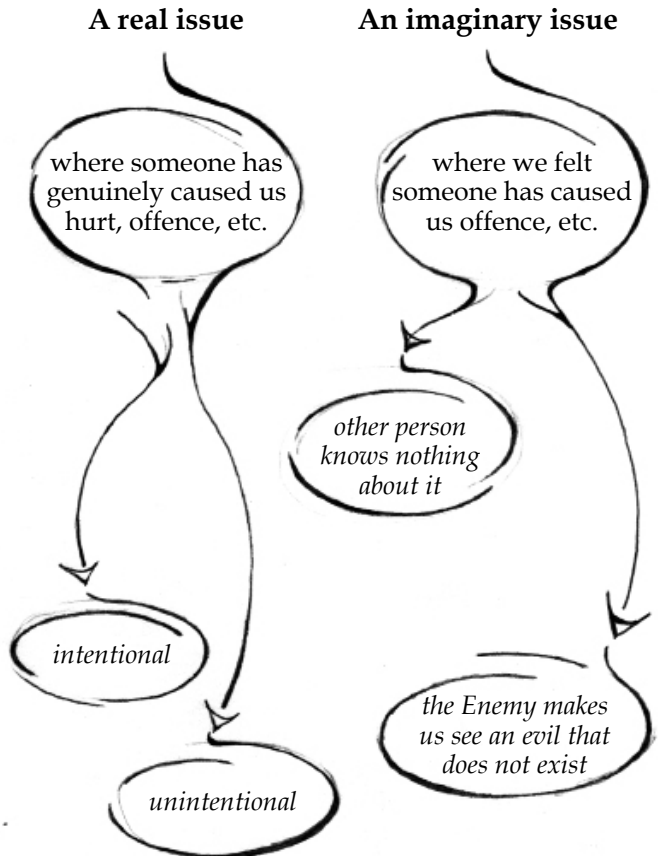 A real issue
where someone has
genuinely caused us
hurt, offence, etc.
intentional
unintentional
An imaginary issue
where we felt
someone has caused
us offence, etc.
other person
knows nothing
about it
the Enemy makes
us see an evil that
does not exist